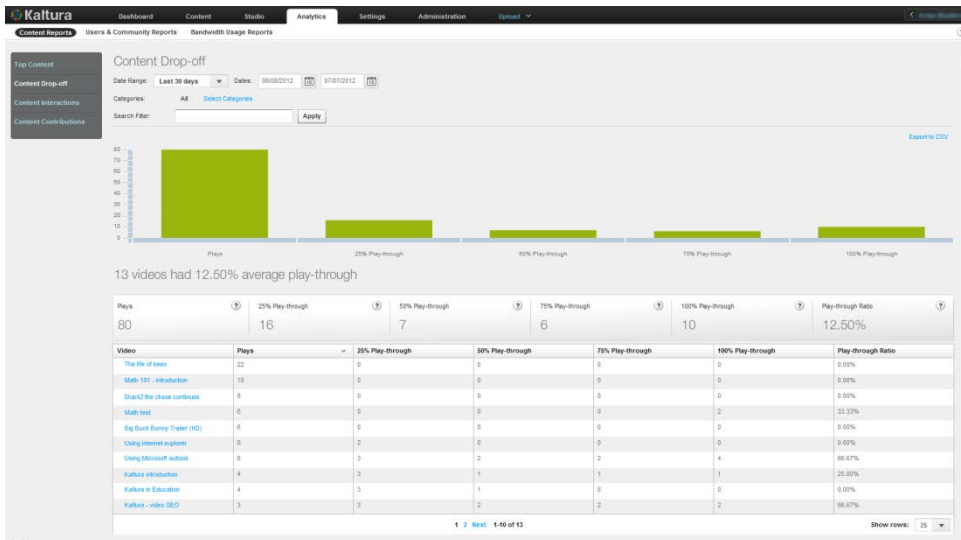 Kaltura Dashboard Content Studio Analytics Settings Administration Upload
Content Reports Users & Community Reports Bandwidth Usage Reports
Top Content
Content Drop-off
Content Interactions
Content Contributions
Content Drop-off
Date Range: Last 30 days Dates: 06/08/2012 07/07/2012
Categories: All Select Categories
Search Filter: Apply
Export to CSV
80
70
60
50
40
30
20
10
0
Plays 25% Play-through 50% Play-through 75% Play-through 100% Play-through
13 videos had 12.50% average play-through
Plays ? 25% Play-through ? 50% Play-through ? 75% Play-through ? 100% Play-through ? Play-through Ratio ?
80 16 7 6 10 12.50%
Video Plays 25% Play-through 50% Play-through 75% Play-through 100% Play-through Play-through Ratio
The life of bees 22 0 0 0 0 0.00%
Math 101 - introduction 10 0 0 0 0 0.00%
Shark2 the chase continues 8 0 0 0 0 0.00%
Math test 6 0 0 0 2 33.33%
Big Buck Bunny Trailer (HD) 6 0 0 0 0 0.00%
Using internet explorer 6 2 0 0 0 0.00%
Using Microsoft outlook 6 3 2 2 4 66.67%
Kaltura introduction 4 3 1 1 1 25.00%
Kaltura in Education 4 3 1 0 0 0.00%
Kaltura - video SEO 3 3 2 2 2 66.67%
1 2 Next 1-10 of 13 Show rows: 25